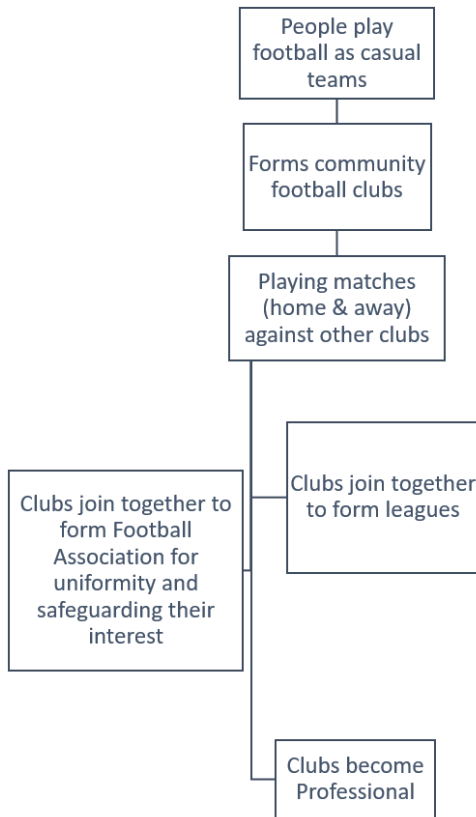 People play
football as casual
teams
Forms community
football clubs
Playing matches
(home & away)
against other clubs
Clubs join together
to form leagues
Clubs join together to
form Football
Association for
uniformity and
safeguarding their
interest
Clubs become
Professional